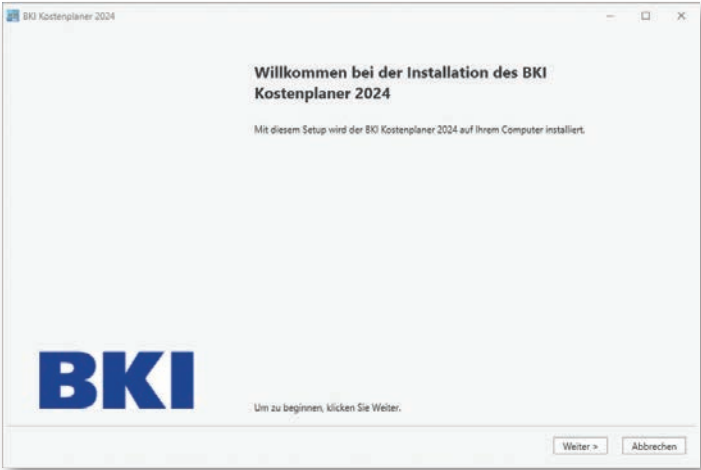 BKI Kostenplaner 2024
Willkommen bei der Installation des BKI
Kostenplaner 2024
Mit diesem Setup wird der BKI Kostenplaner 2024 auf Ihrem Computer installiert.
BKI
Um zu beginnen, klicken Sie Weiter.
Weiter >
Abbrechen